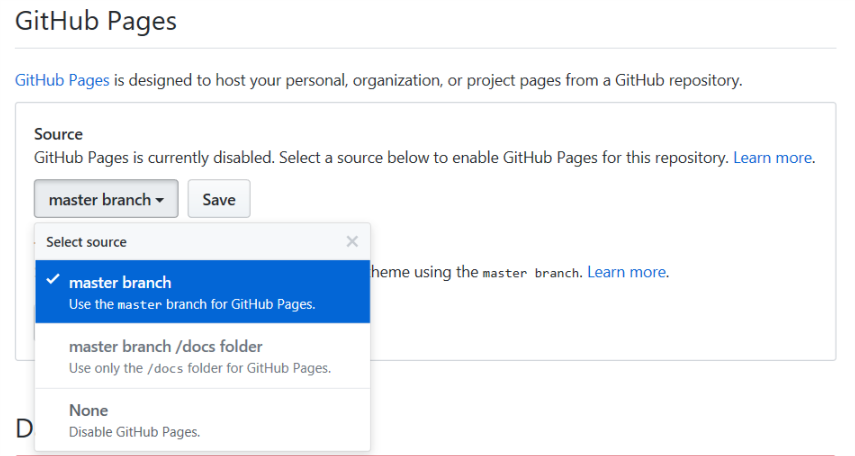 GitHub Pages
GitHub Pages is designed to host your personal, organization, or project pages from a GitHub repository.
Source
GitHub Pages is currently disabled. Select a source below to enable GitHub Pages for this repository. Learn more.
master branch Save
Select source
master branch
heme using the master branch. Learn more.
Use the master branch for GitHub Pages.
master branch /docs folder
Use only the /docs folder for GitHub Pages.
None
Disable GitHub Pages.
D